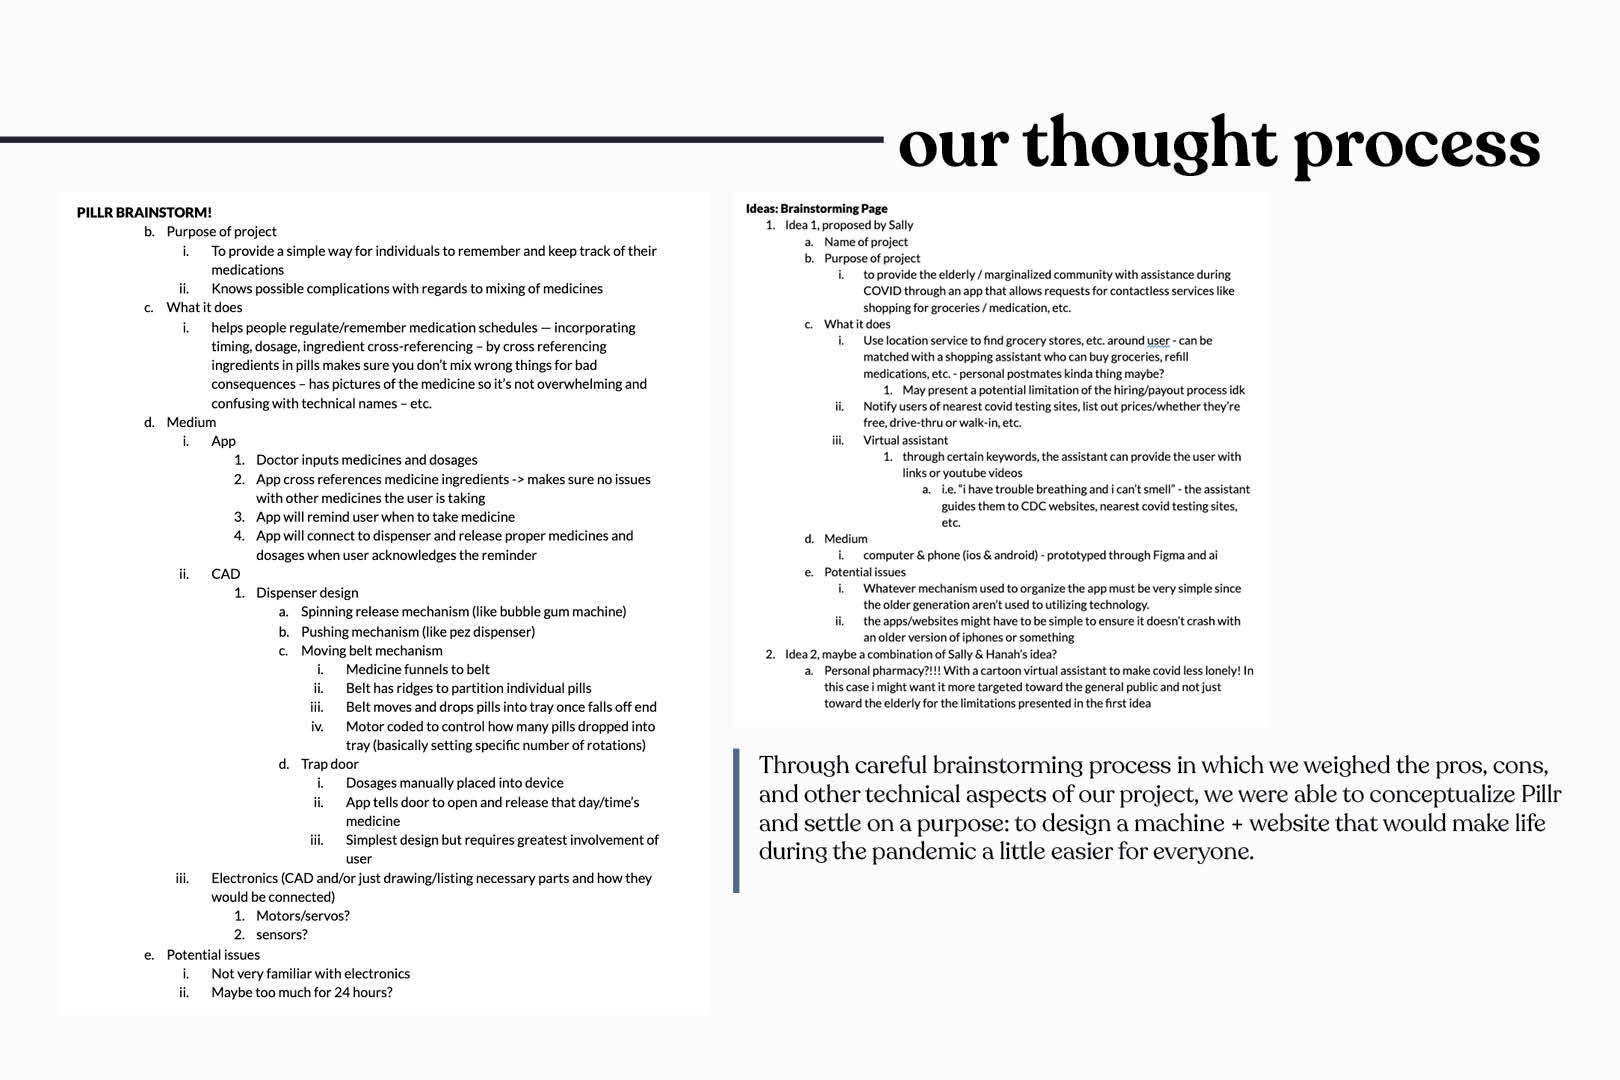 our thought process
PILLR BRAINSTORM!
b. Purpose of project
i. To provide a simple way for individuals to remember and keep track of their
medications
ii. Knows possible complications with regards to mixing of medicines
c. What it does
i. helps people regulate/remember medication schedules — incorporating
timing, dosage, ingredient cross-referencing – by cross referencing
ingredients in pills makes sure you don't mix wrong things for bad
consequences – has pictures of the medicine so it's not overwhelming and
confusing with technical names – etc.
d. Medium
i. App
1. Doctor inputs medicines and dosages
2. App cross references medicine ingredients -> makes sure no issues
with other medicines the user is taking
3. App will remind user when to take medicine
4. App will connect to dispenser and release proper medicines and
dosages when user acknowledges the reminder
ii. CAD
1. Dispenser design
a. Spinning release mechanism (like bubble gum machine)
b. Pushing mechanism (like pez dispenser)
c. Moving belt mechanism
i. Medicine funnels to belt
ii. Belt has ridges to partition individual pills
iii. Belt moves and drops pills into tray once falls off end
iv. Motor coded to control how many pills dropped into
tray (basically setting specific number of rotations)
d. Trap door
i. Dosages manually placed into device
ii. App tells door to open and release that day/time's
medicine
iii. Simplest design but requires greatest involvement of
user
iii. Electronics (CAD and/or just drawing/listing necessary parts and how they
would be connected)
1. Motors/servos?
2. sensors?
e. Potential issues
i. Not very familiar with electronics
ii. Maybe too much for 24 hours?
Ideas: Brainstorming Page
1. Idea 1, proposed by Sally
a. Name of project
b. Purpose of project
i. to provide the elderly / marginalized community with assistance during
COVID through an app that allows requests for contactless services like
shopping for groceries / medication, etc.
c. What it does
i. Use location service to find grocery stores, etc. around user - can be
matched with a shopping assistant who can buy groceries, refill
medications, etc. - personal postmates kinda thing maybe?
1. May present a potential limitation of the hiring/payout process idk
ii. Notify users of nearest covid testing sites, list out prices/whether they're
free, drive-thru or walk-in, etc.
iii. Virtual assistant
1. through certain keywords, the assistant can provide the user with
links or youtube videos
a. i.e. "i have trouble breathing and i can't smell" - the assistant
guides them to CDC websites, nearest covid testing sites,
etc.
d. Medium
i. computer & phone (ios & android) - prototyped through Figma and ai
e. Potential issues
i. Whatever mechanism used to organize the app must be very simple since
the older generation aren't used to utilizing technology.
ii. the apps/websites might have to be simple to ensure it doesn't crash with
an older version of iphones or something
2. Idea 2, maybe a combination of Sally & Hanah's idea?
a. Personal pharmacy?!!! With a cartoon virtual assistant to make covid less lonely! In
this case i might want it more targeted toward the general public and not just
toward the elderly for the limitations presented in the first idea
Through careful brainstorming process in which we weighed the pros, cons,
and other technical aspects of our project, we were able to conceptualize Pillr
and settle on a purpose: to design a machine + website that would make life
during the pandemic a little easier for everyone.